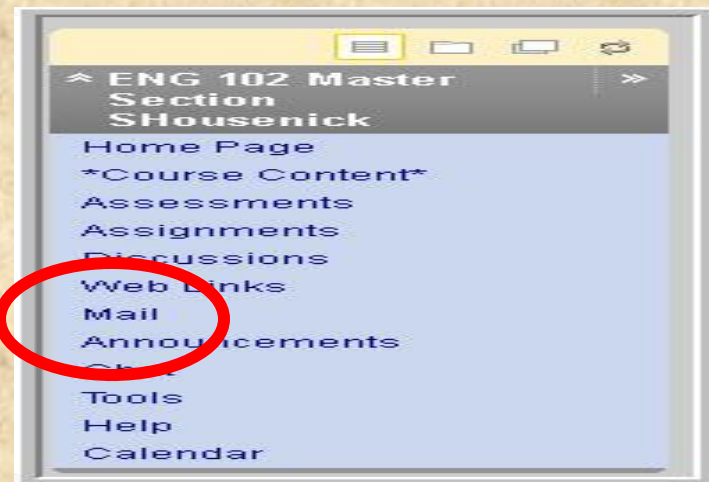 ENG 102 Master
Section
SHousenick
Home Page
*Course Content*
Assessments
Assignments
Discussions
Web Links
Mail
Announcements
Chat
Tools
Help
Calendar